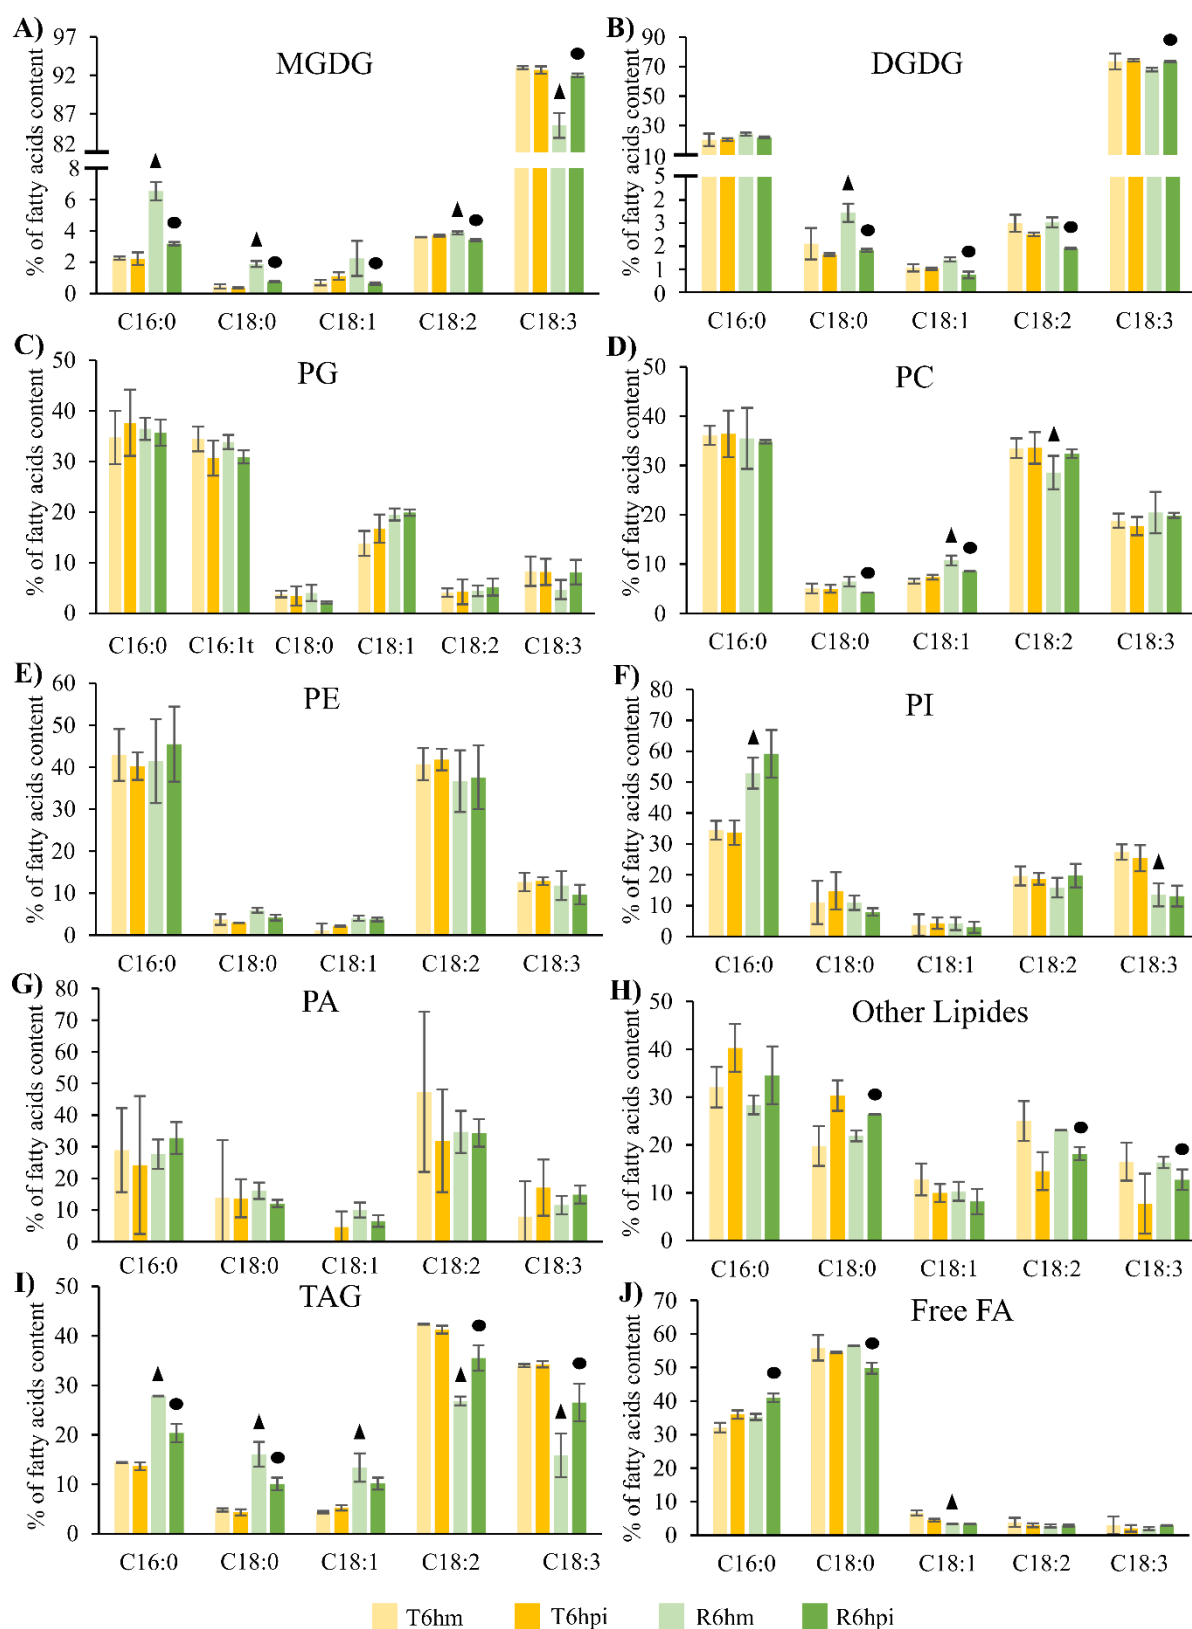 A)
MGDG
% of fatty acids content
97
92
87
82
8
6
4
2
0
C16:0 C18:0 C18:1 C18:2 C18:3
B)
DGDG
% of fatty acids content
90
70
50
30
10
5
2
2
1
1
0
C16:0 C18:0 C18:1 C18:2 C18:3
C)
PG
% of fatty acids content
50
40
30
20
10
0
C16:0 C16:1t C18:0 C18:1 C18:2 C18:3
D)
PC
% of fatty acids content
50
40
30
20
10
0
C16:0 C18:0 C18:1 C18:2 C18:3
E)
PE
% of fatty acids content
60
50
40
30
20
10
0
C16:0 C18:0 C18:1 C18:2 C18:3
F)
PI
% of fatty acids content
80
70
60
50
40
30
20
10
0
C16:0 C18:0 C18:1 C18:2 C18:3
G)
PA
% of fatty acids content
80
70
60
50
40
30
20
10
0
C16:0 C18:0 C18:1 C18:2 C18:3
H)
Other Lipides
% of fatty acids content
50
40
30
20
10
0
C16:0 C18:0 C18:1 C18:2 C18:3
I)
TAG
% of fatty acids content
50
40
30
20
10
0
C16:0 C18:0 C18:1 C18:2 C18:3
J)
Free FA
% of fatty acids content
70
60
50
40
30
20
10
0
C16:0 C18:0 C18:1 C18:2 C18:3
T6hm T6hpi R6hm R6hpi